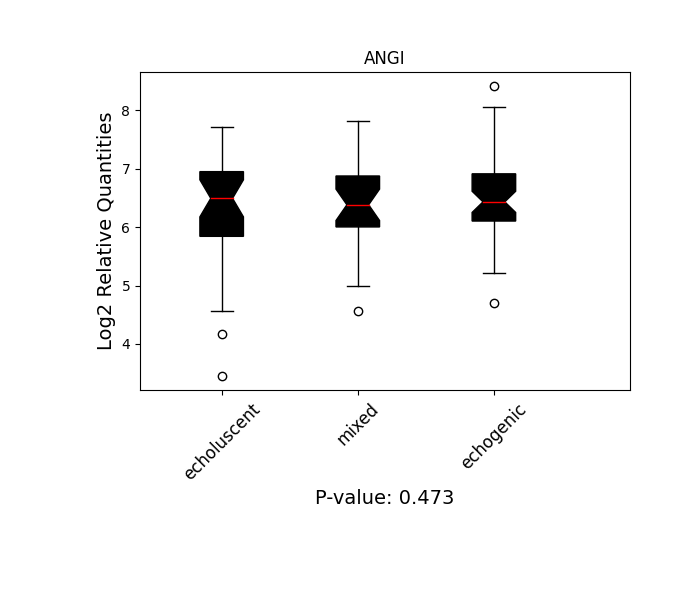 ANGI
Log2 Relative Quantities
8
7
6
5
4
echoluscent
mixed
echogenic
P-value: 0.473